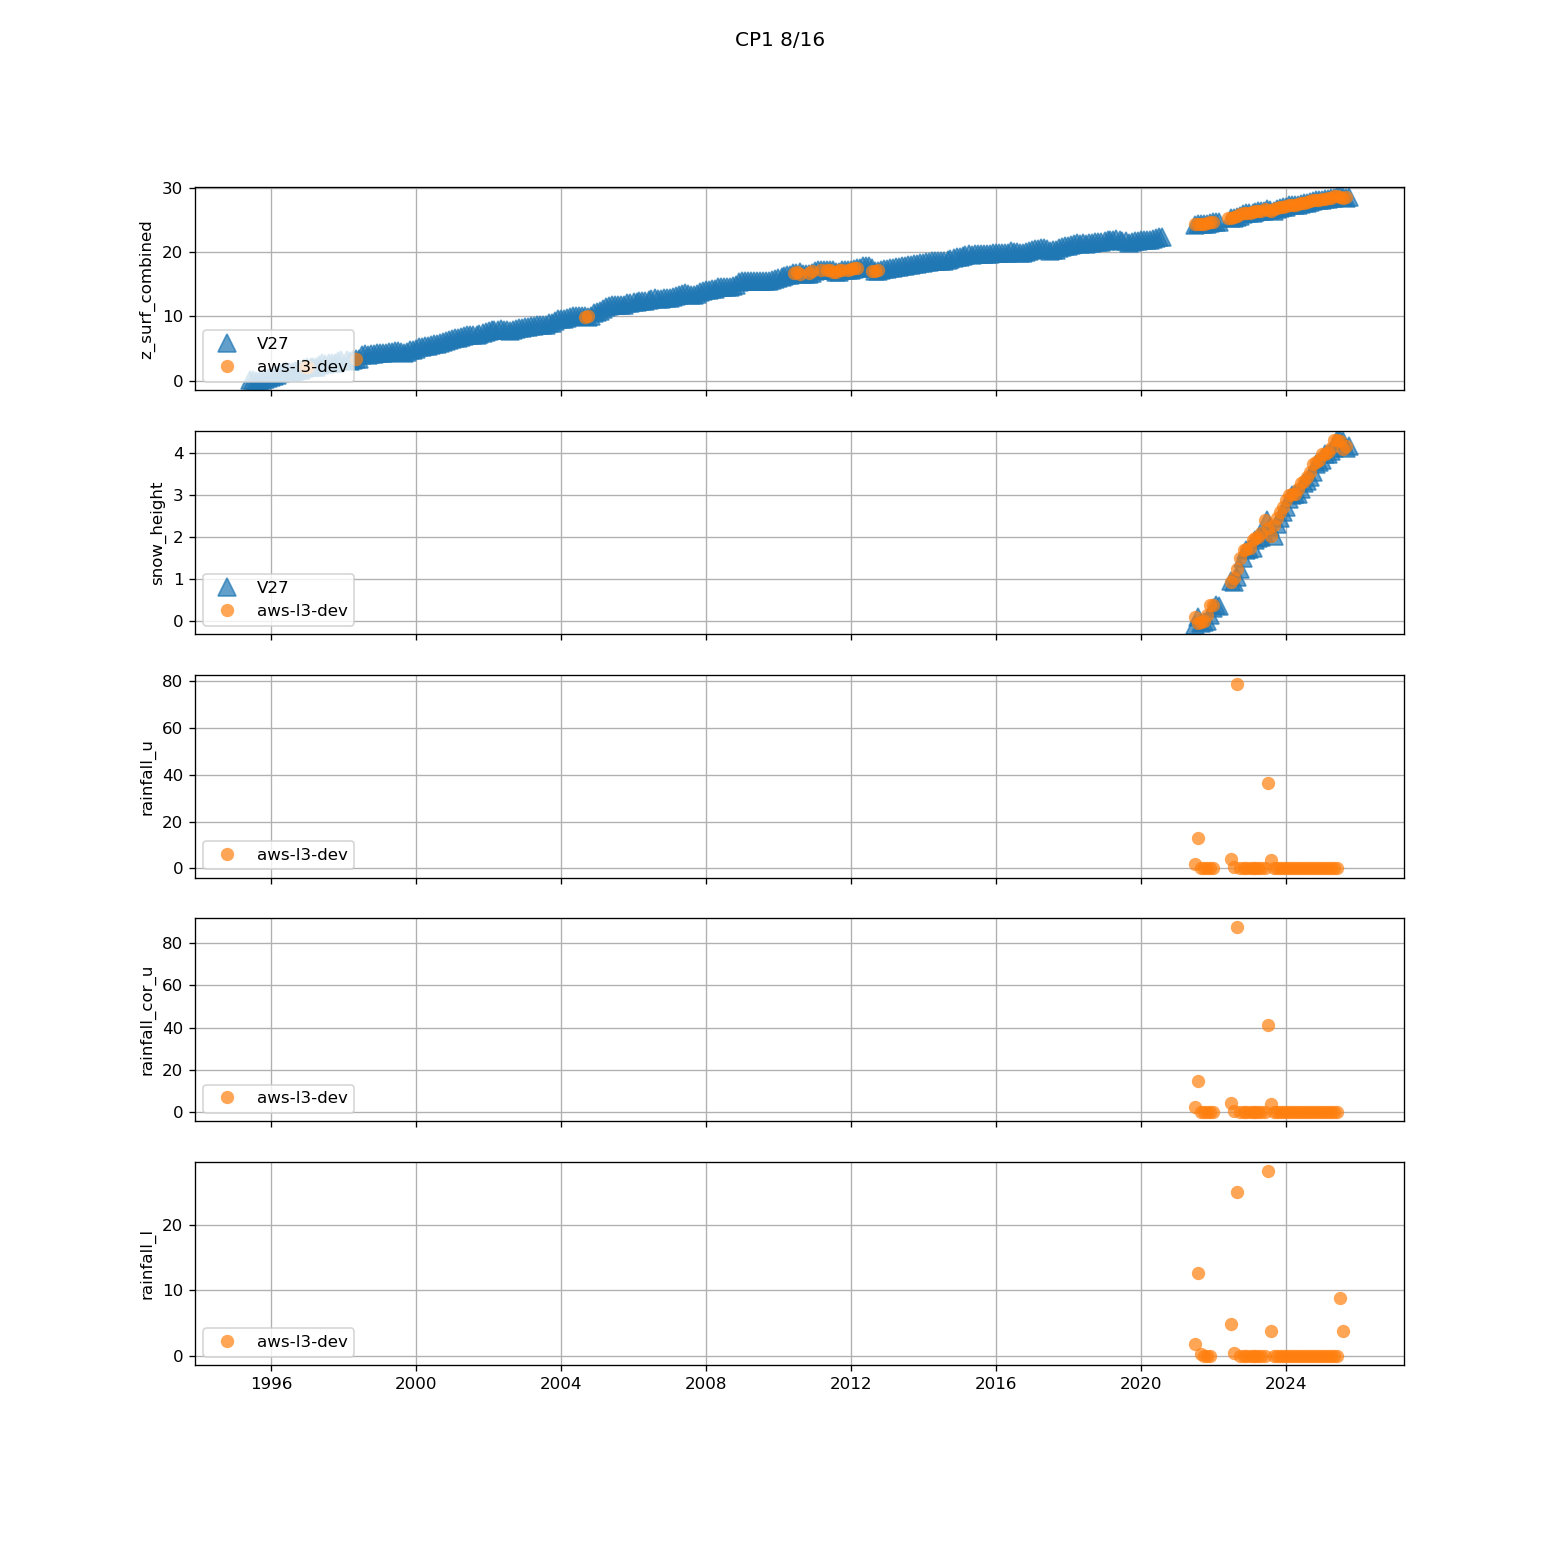 CP1 8/16
30
20
10
0
z_surf_combined
V27
aws-l3-dev
4
3
2
1
0
snow_height
V27
aws-l3-dev
80
60
40
20
0
rainfall_u
aws-l3-dev
80
60
40
20
0
rainfall_cor_u
aws-l3-dev
20
10
0
rainfall_l
aws-l3-dev
1996 2000 2004 2008 2012 2016 2020 2024